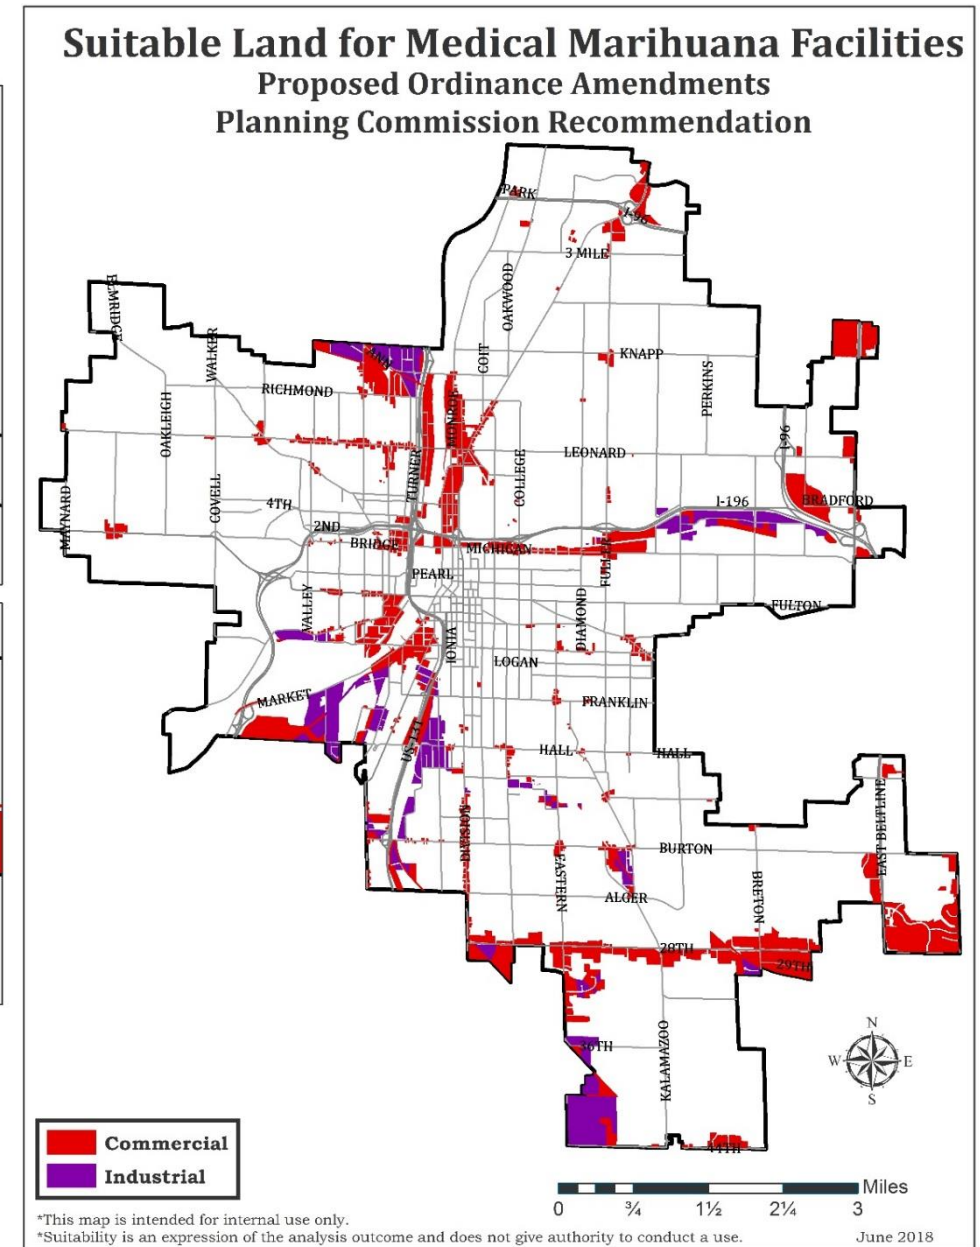 Suitable Land for Medical Marihuana Facilities
Proposed Ordinance Amendments
Planning Commission Recommendation
PARK
I-96
3 MILE
OAKWOOD
ELMRIDGE
WALKER
ANN
COIT
KNAPP
RICHMOND
PERKINS
OAKLEIGH
MONROE
I-96
LEONARD
TURNER
COLLEGE
COVELL
MAYNARD
4TH
I-196
BRADFORD
2ND
BRIDGE
MICHIGAN
FULLER
PEARL
VALLEY
DIAMOND
FULTON
IONIA
LOGAN
MARKET
FRANKLIN
US-131
HALL
HALL
EAST BELTLINE
DIVISION
BURTON
EASTERN
ALGER
BRETON
28TH
29TH
36TH
KALAMAZOO
N
W
E
S
44TH
Commercial
Industrial
Miles
0 ¾ 1½ 2¼ 3
*This map is intended for internal use only.
*Suitability is an expression of the analysis outcome and does not give authority to conduct a use.
June 2018